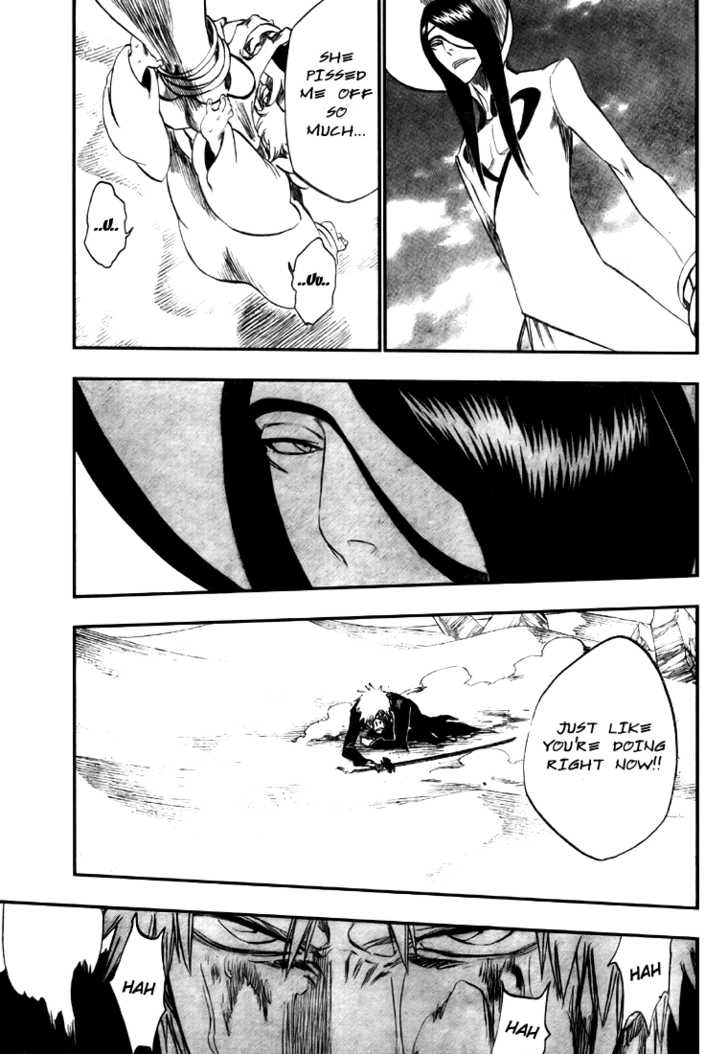 SHE
PISSED
ME OFF
SO
MUCH...
..U..
..UU..
JUST LIKE
YOU'RE DOING
RIGHT NOW!!
HAH
HAH
HAH